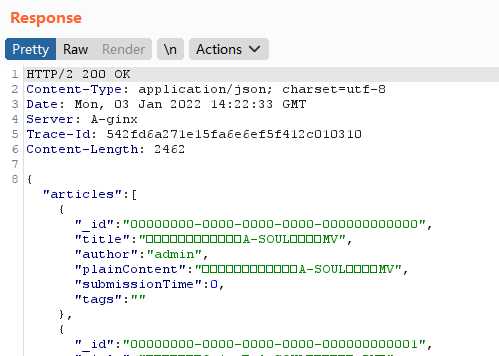 Response
Pretty Raw Render \n Actions
1 HTTP/2 200 OK
2 Content-Type: application/json; charset=utf-8
3 Date: Mon, 03 Jan 2022 14:22:33 GMT
4 Server: A-ginx
5 Trace-Id: 542fd6a271e15fa6e6ef5f412c010310
6 Content-Length: 2462
7
8 {
"articles":[
{
"_id":"00000000-0000-0000-0000-000000000000",
"title":"□□□□□□□□□□□□A-SOUL□□□□MV",
"author":"admin",
"plainContent":"□□□□□□□□□□□□A-SOUL□□□□MV",
"submissionTime":0,
"tags":""
},
{
"_id":"00000000-0000-0000-0000-000000000001",